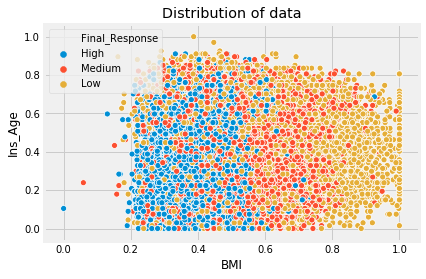 Distribution of data
Final_Response
High
Medium
Low
Ins_Age
1.0
0.8
0.6
0.4
0.2
0.0
0.0 0.2 0.4 0.6 0.8 1.0
BMI